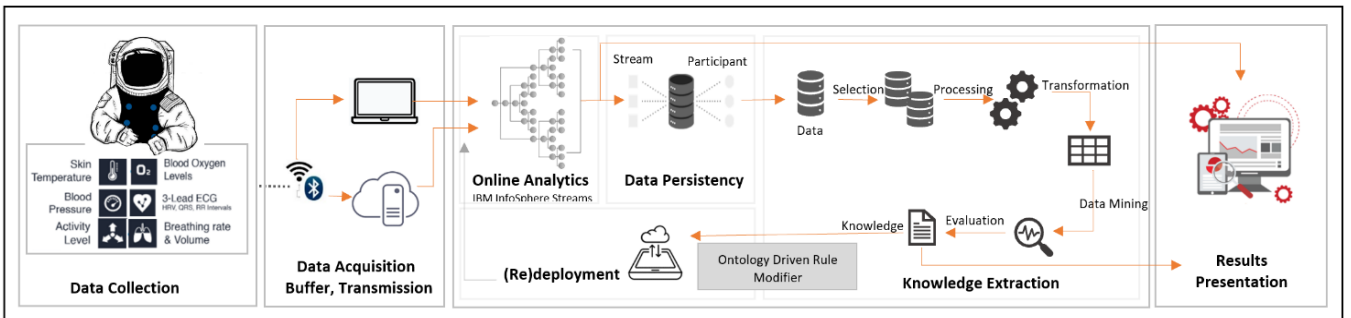 Skin
Temperature
O₂
Blood Oxygen
Levels
Blood
Pressure
3-Lead ECG
HRV, QRS, RR Intervals
Activity
Level
Breathing rate
& Volume
Data Collection
Data Acquisition
Buffer, Transmission
Online Analytics
IBM InfoSphere Streams
Stream
Participant
Data Persistency
Data
Selection
Processing
Transformation
Data Mining
Evaluation
Knowledge
Knowledge Extraction
(Re)deployment
Ontology Driven Rule
Modifier
Results
Presentation